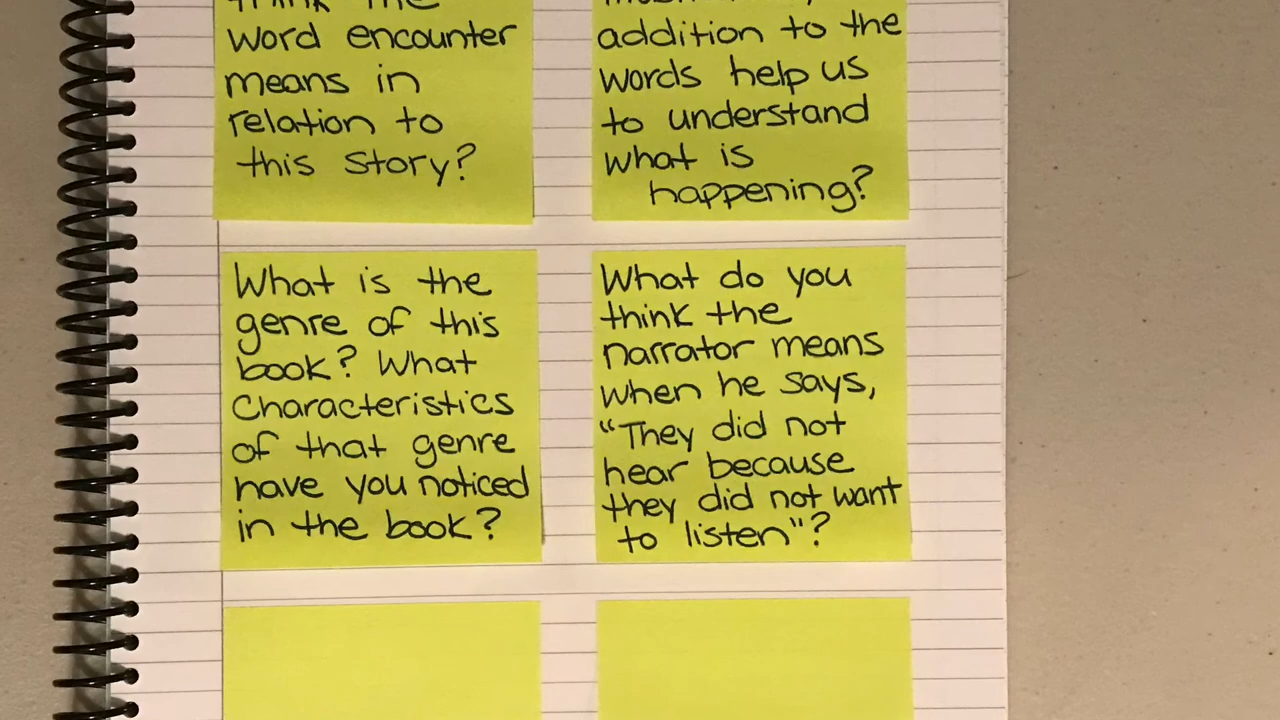 think the
word encounter
means in
relation to
this story?
addition to the
words help us
to understand
what is
happening?
What is the
genre of this
book? What
characteristics
of that genre
have you noticed
in the book?
What do you
think the
narrator means
when he says,
"They did not
hear because
they did not want
to listen"?